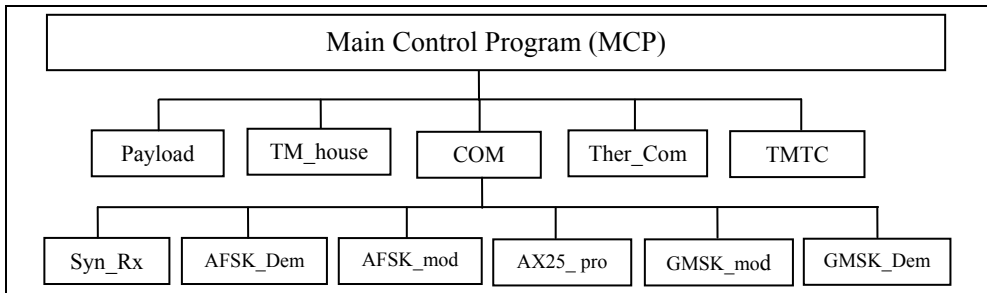 Main Control Program (MCP)
Payload TM_house COM Ther_Com TMTC
Syn_Rx AFSK_Dem AFSK_mod AX25_ pro GMSK_mod GMSK_Dem